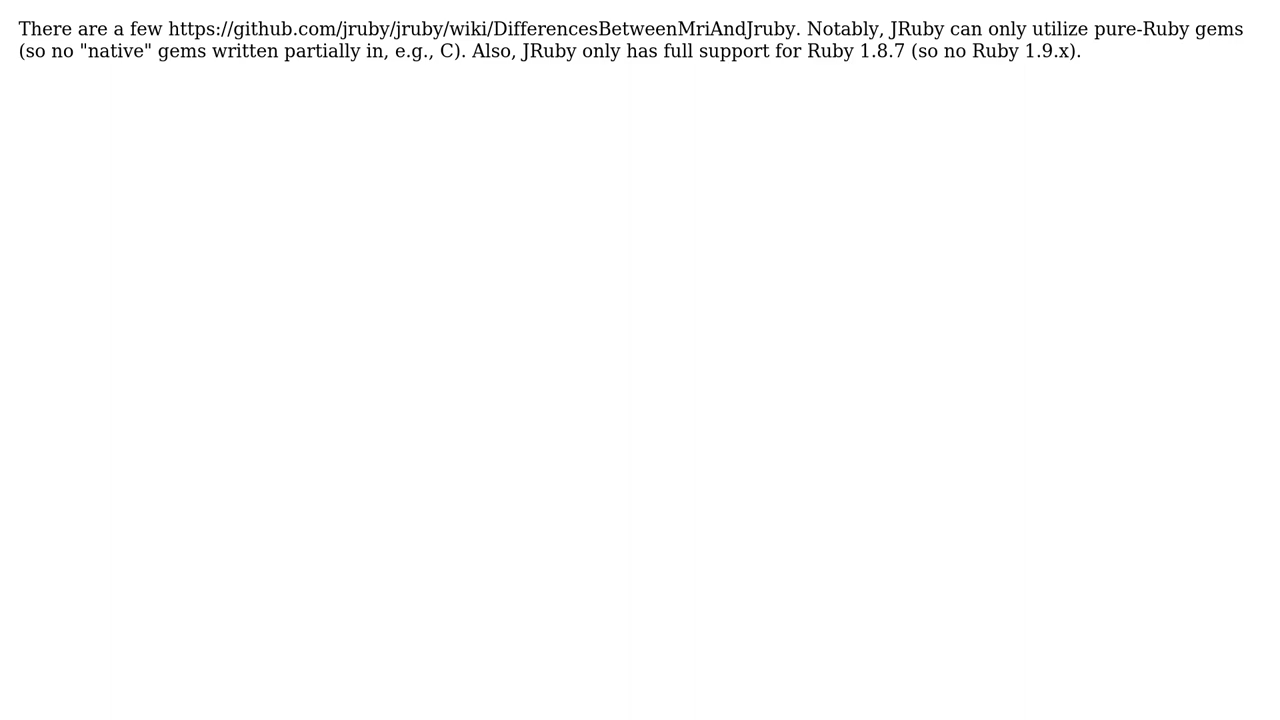 There are a few https://github.com/jruby/jruby/wiki/DifferencesBetweenMriAndJruby. Notably, JRuby can only utilize pure-Ruby gems
(so no "native" gems written partially in, e.g., C). Also, JRuby only has full support for Ruby 1.8.7 (so no Ruby 1.9.x).